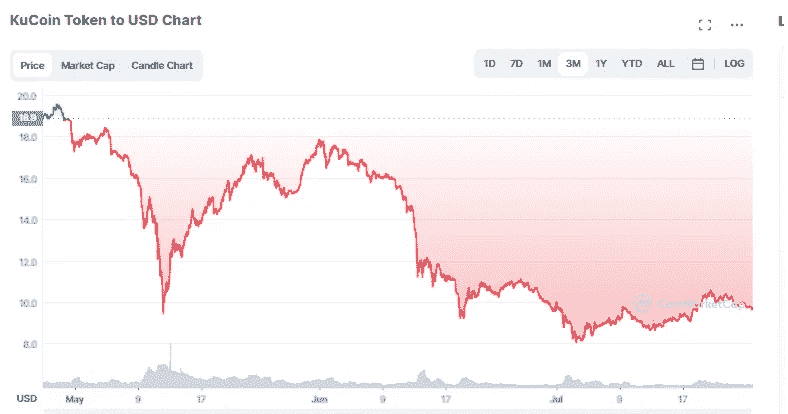 KuCoin Token to USD Chart
L
Price Market Cap Candle Chart
1D 7D 1M 3M 1Y YTD ALL LOG
20.0
18.0
16.0
14.0
12.0
10.0
CoinMarketCap
8.0
USD May 9 17 Jun 9 17 Jul 9 17